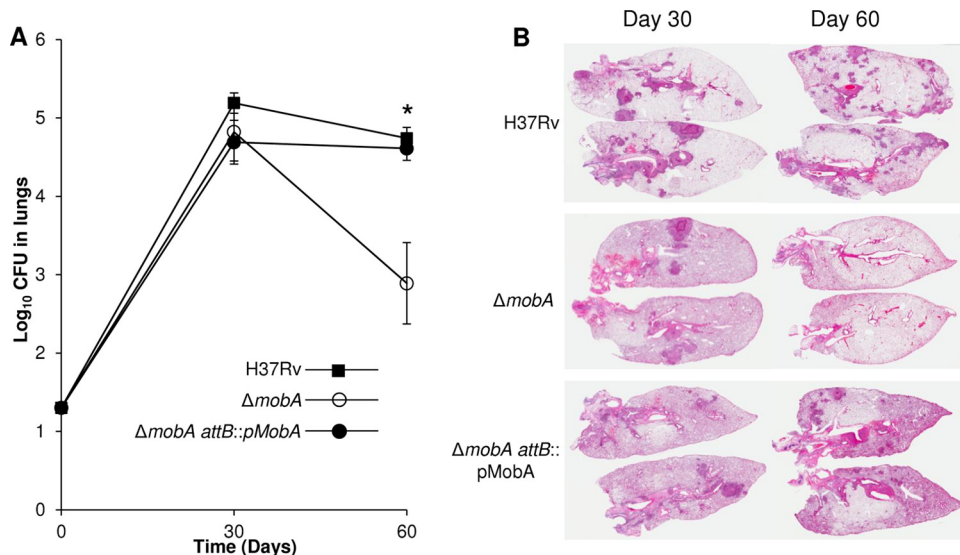 A
6
5
4
3
2
1
0
Log₁₀ CFU in lungs
*
H37Rv
ΔmobA
ΔmobA attB::pMobA
0
30
60
Time (Days)
B
Day 30
Day 60
H37Rv
ΔmobA
ΔmobA attB::
pMobA